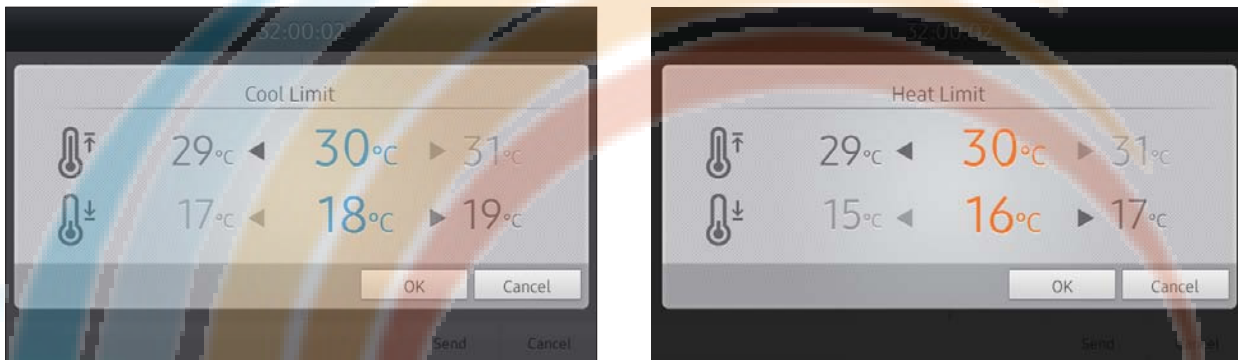 32:00:02
Cool Limit
29°C ◄ 30°C ► 31°C
17°C ◄ 18°C ► 19°C
OK Cancel
Send Cancel
32:00:02
Heat Limit
29°C ◄ 30°C ► 31°C
15°C ◄ 16°C ► 17°C
OK Cancel
Send Cancel